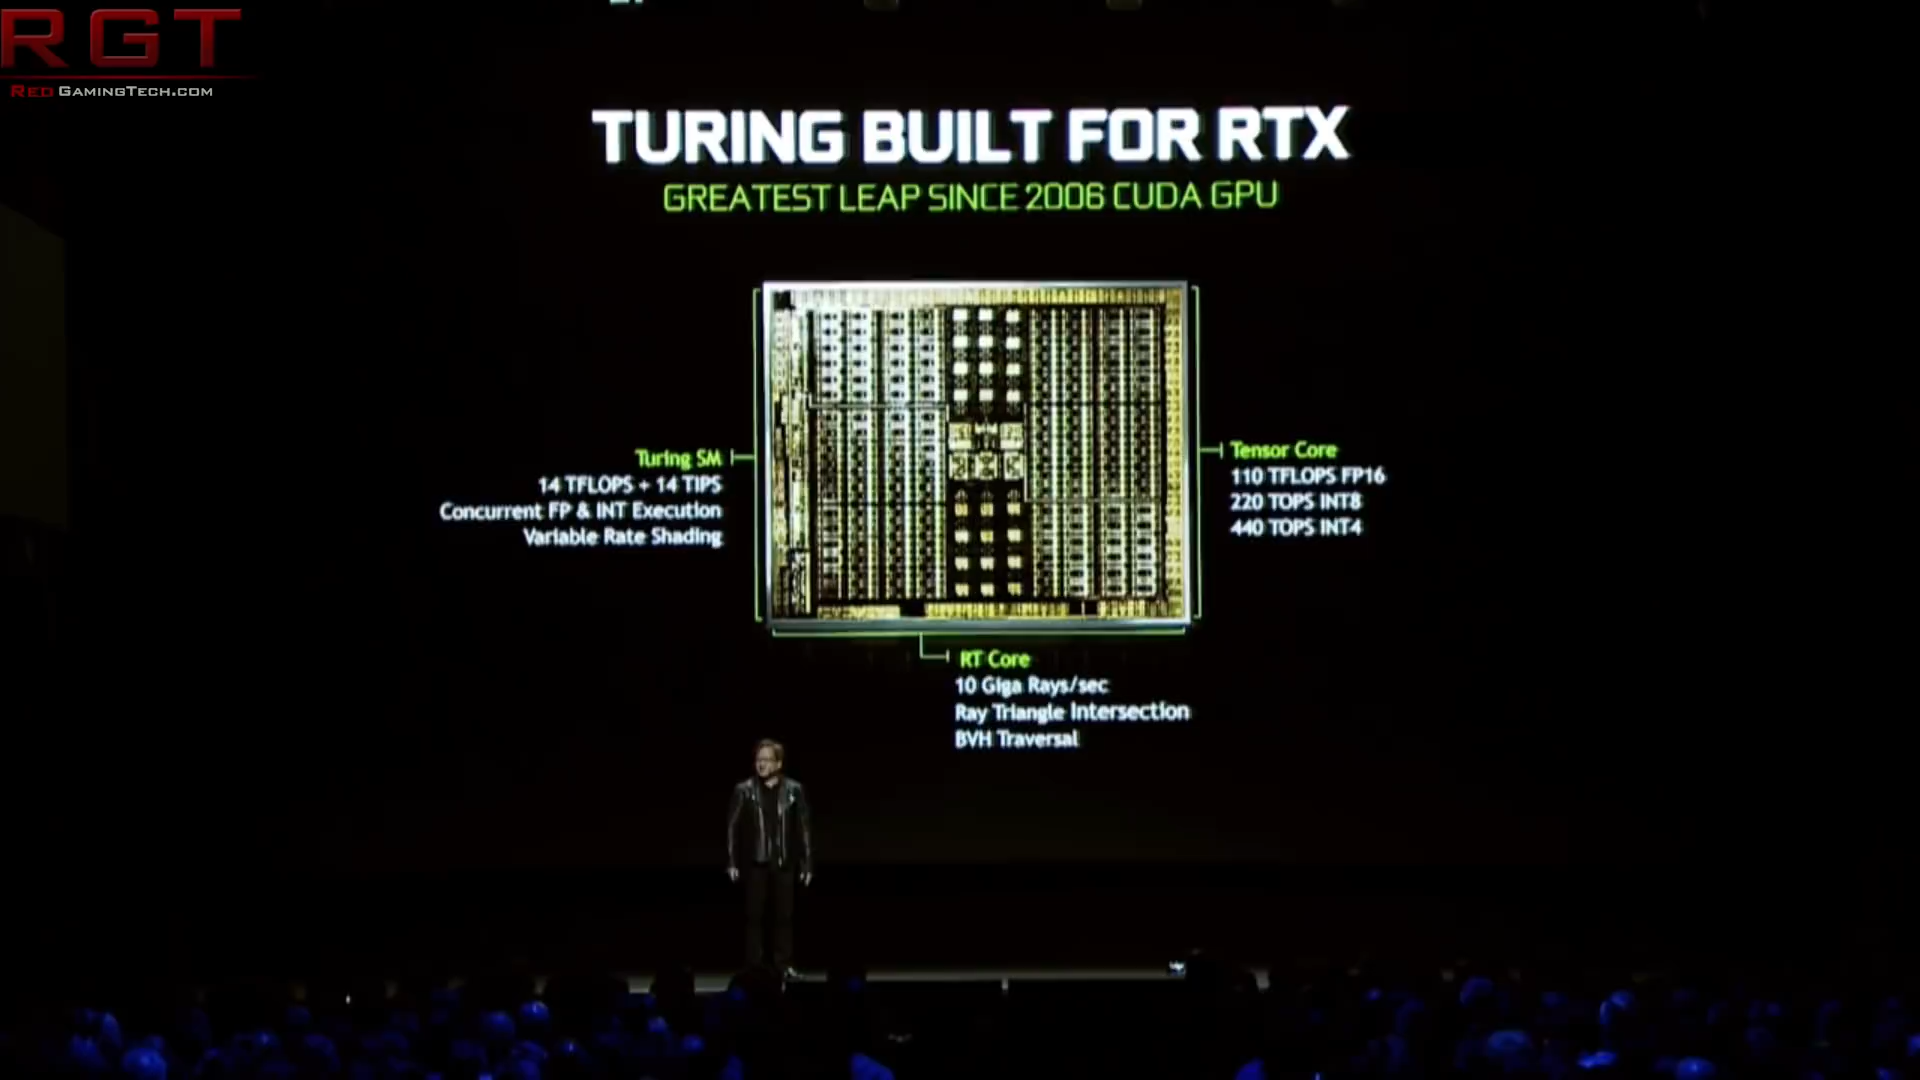 RGT
RED GAMINGTECH.COM
TURING BUILT FOR RTX
GREATEST LEAP SINCE 2006 CUDA GPU
Turing SM
14 TFLOPS + 14 TIPS
Concurrent FP & INT Execution
Variable Rate Shading
Tensor Core
110 TFLOPS FP16
220 TOPS INT8
440 TOPS INT4
RT Core
10 Giga Rays/sec
Ray Triangle Intersection
BVH Traversal